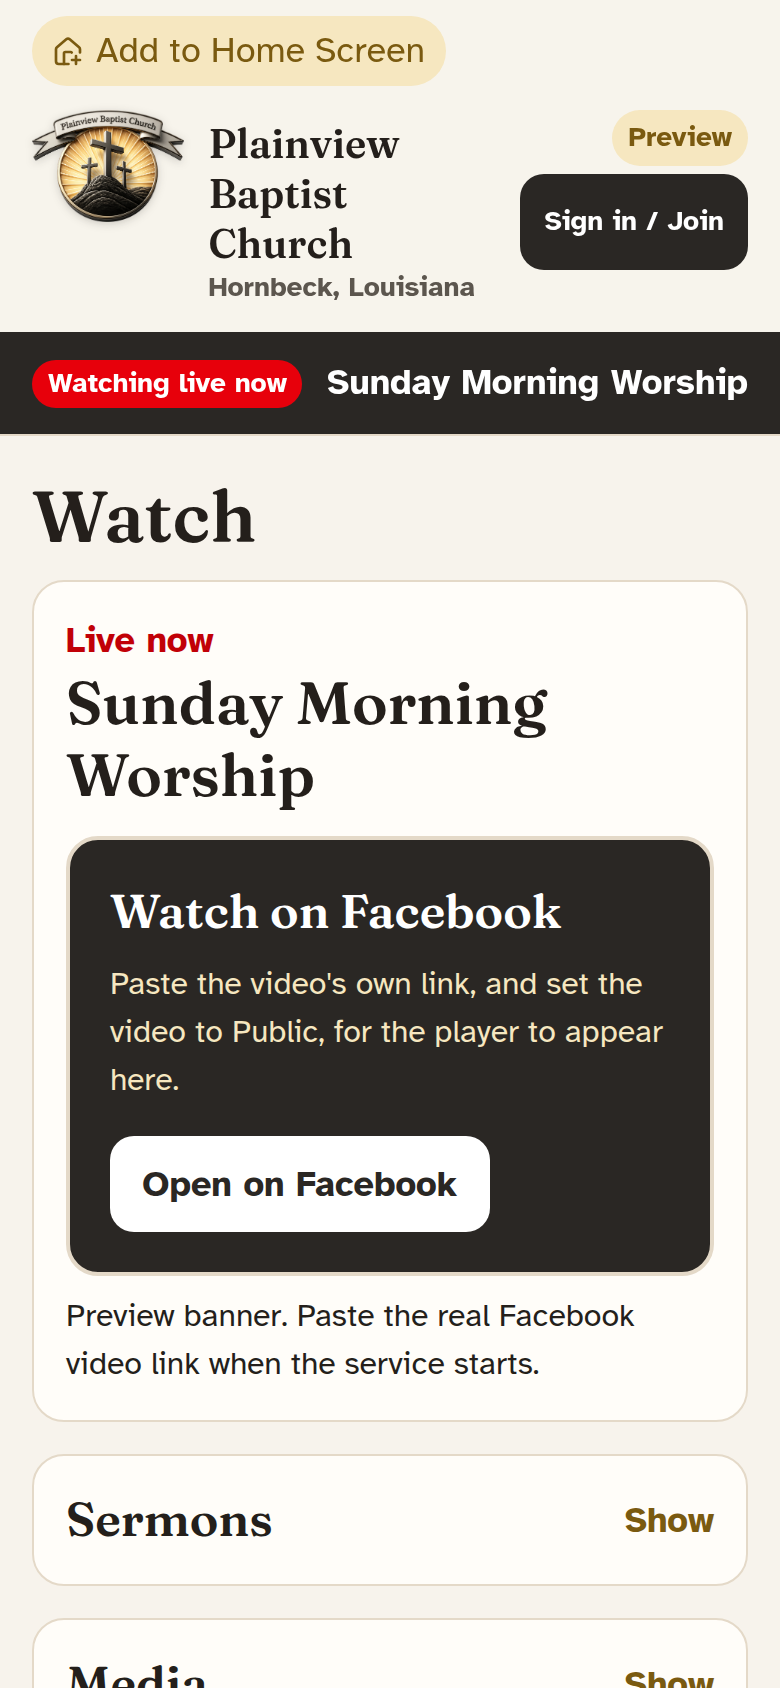 Add to Home Screen
Plainview Baptist Church
Plainview
Baptist
Church
Hornbeck, Louisiana
Preview
Sign in / Join
Watching live now
Sunday Morning Worship
Watch
Live now
Sunday Morning
Worship
Watch on Facebook
Paste the video's own link, and set the
video to Public, for the player to appear
here.
Open on Facebook
Preview banner. Paste the real Facebook
video link when the service starts.
Sermons
Show
Media
Show